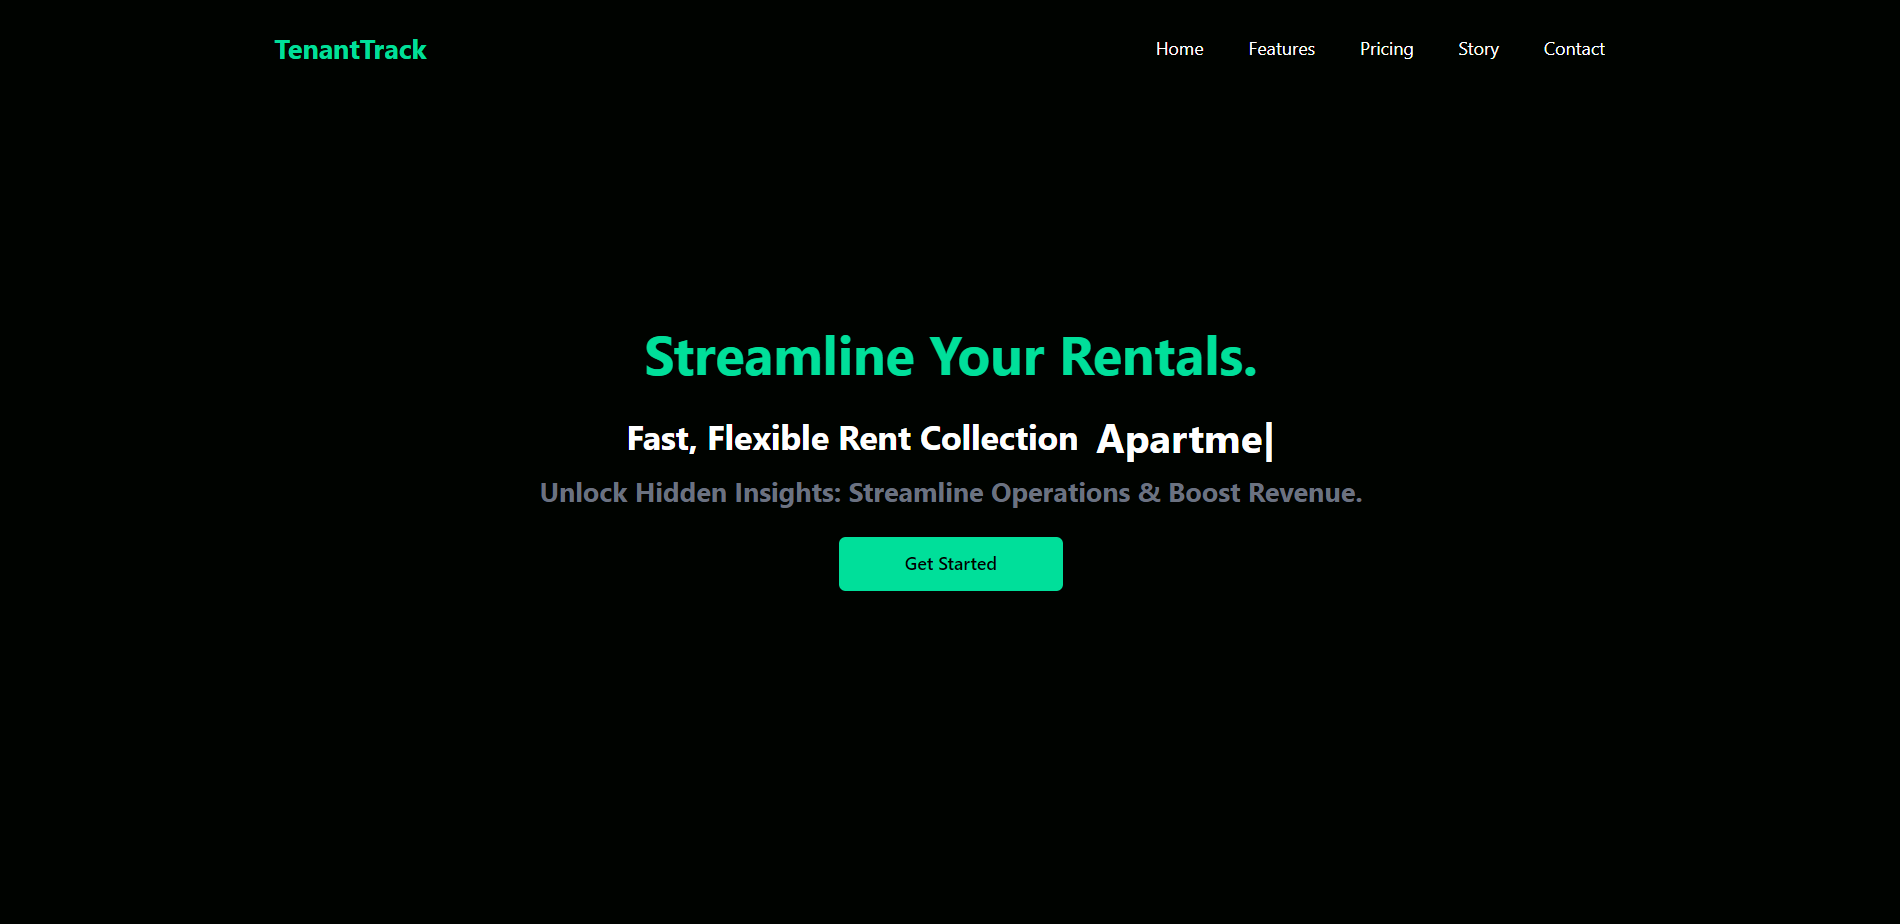 TenantTrack
Home Features Pricing Story Contact
Streamline Your Rentals.
Fast, Flexible Rent Collection Apartme|
Unlock Hidden Insights: Streamline Operations & Boost Revenue.
Get Started